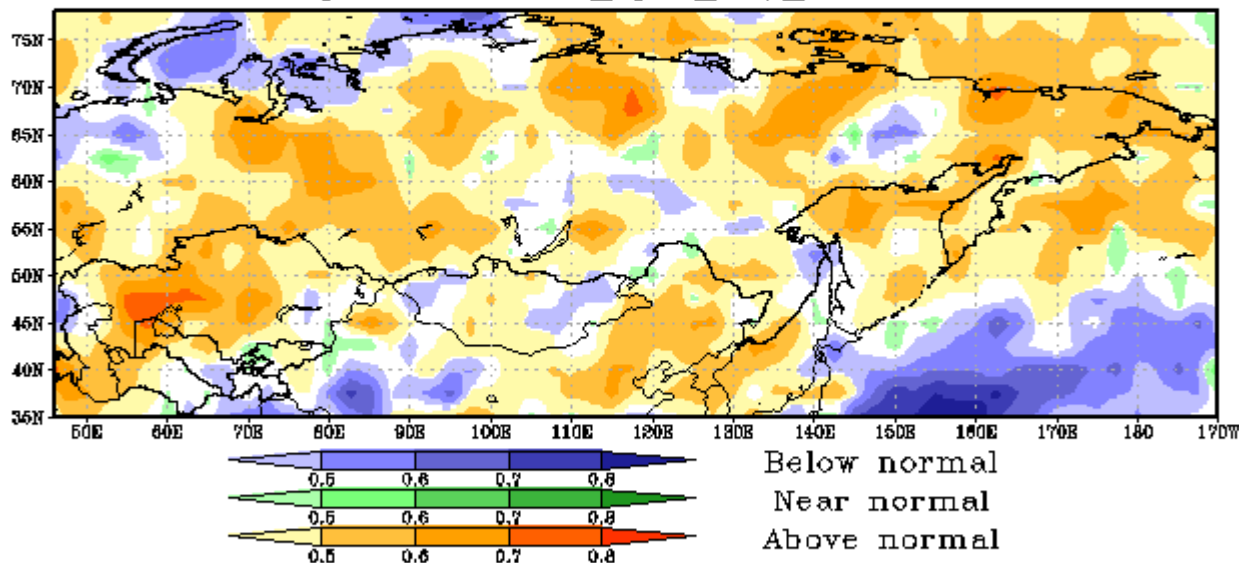 75N
70N
65N
60N
55N
50N
45N
40N
35N
50E 60E 70E 80E 90E 100E 110E 120E 130E 140E 150E 160E 170E 180 170W
Below normal
0.5 0.6 0.7 0.8
Near normal
0.5 0.6 0.7 0.8
Above normal
0.5 0.6 0.7 0.8